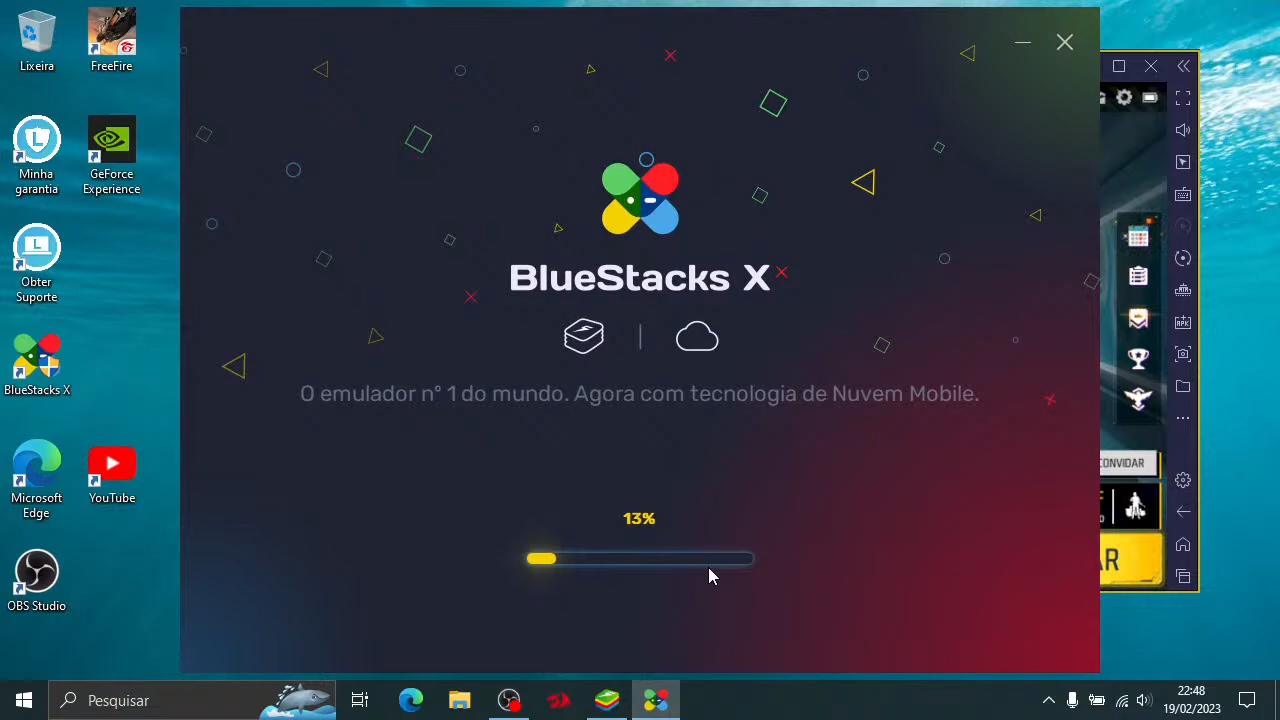 Lixeira
FreeFire
Minha
garantia
GeForce
Experience
Obter
Suporte
BlueStacks X
Microsoft
Edge
YouTube
OBS Studio
BlueStacks X
O emulador nº 1 do mundo. Agora com tecnologia de Nuvem Mobile.
13%
CONVIDAR
AR
Pesquisar
22:48
19/02/2023